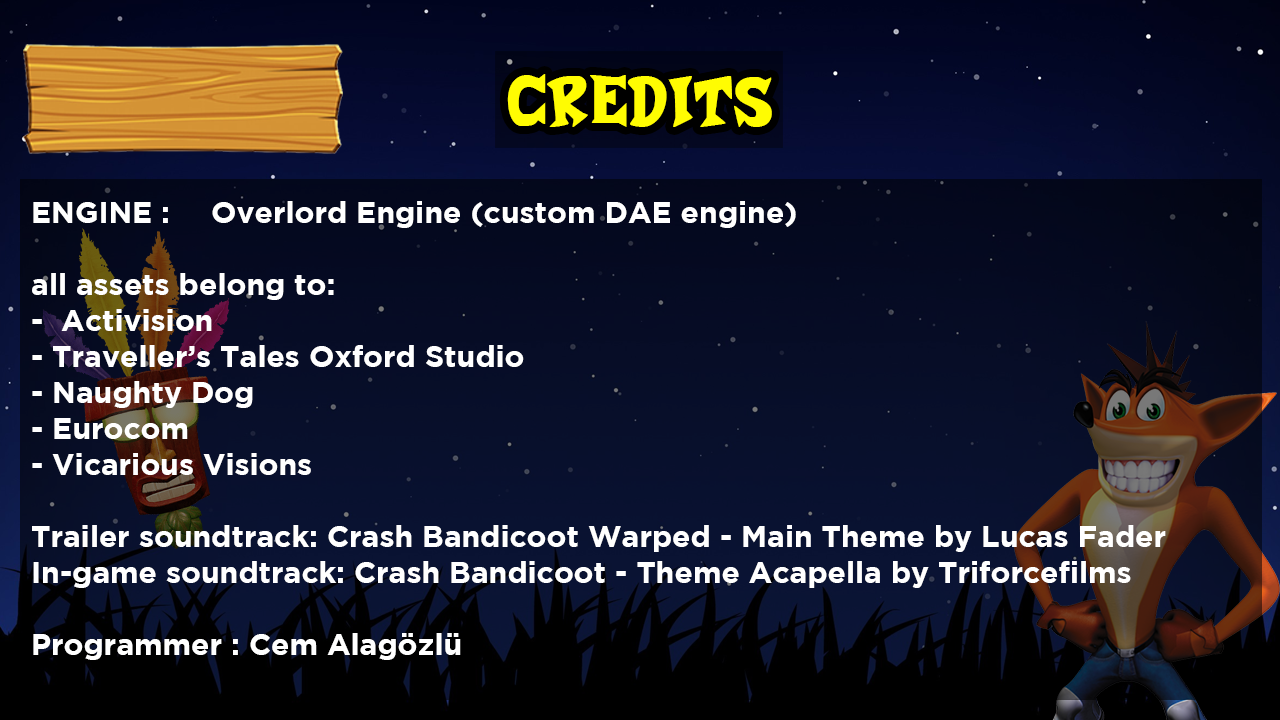 CREDITS
ENGINE : Overlord Engine (custom DAE engine)
all assets belong to:
- Activision
- Traveller’s Tales Oxford Studio
- Naughty Dog
- Eurocom
- Vicarious Visions
Trailer soundtrack: Crash Bandicoot Warped - Main Theme by Lucas Fader
In-game soundtrack: Crash Bandicoot - Theme Acapella by Triforcefilms
Programmer : Cem Alagözlü